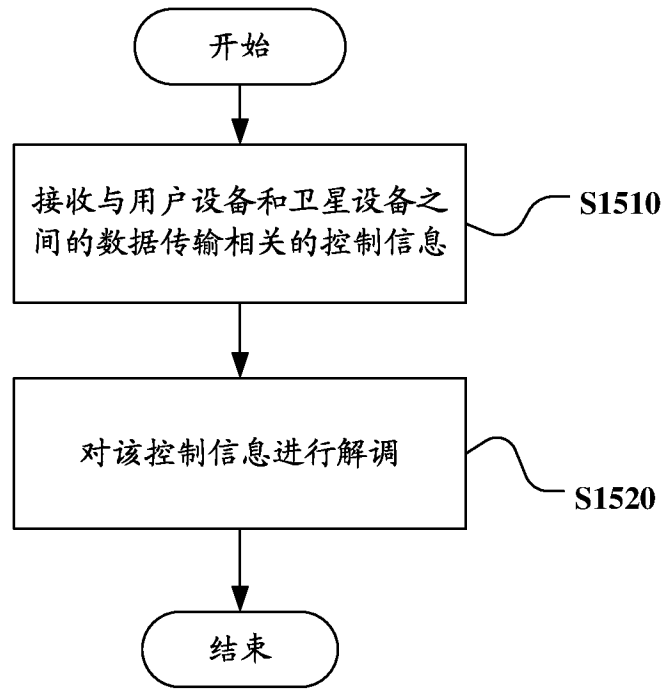 开始
接收与用户设备和卫星设备之
间的数据传输相关的控制信息
S1510
对该控制信息进行解调
S1520
结束